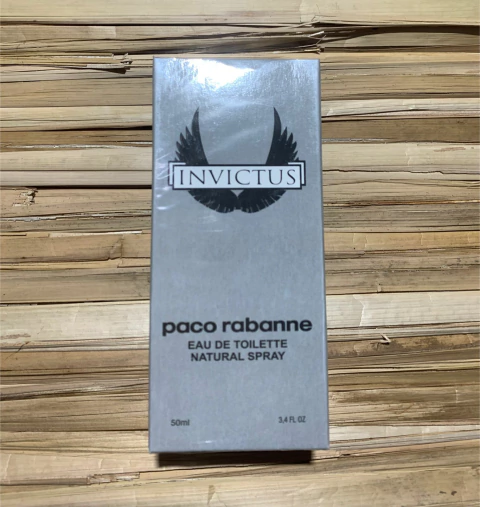 INVICTUS
paco rabanne
EAU DE TOILETTE
NATURAL SPRAY
50ml 3,4 FL OZ